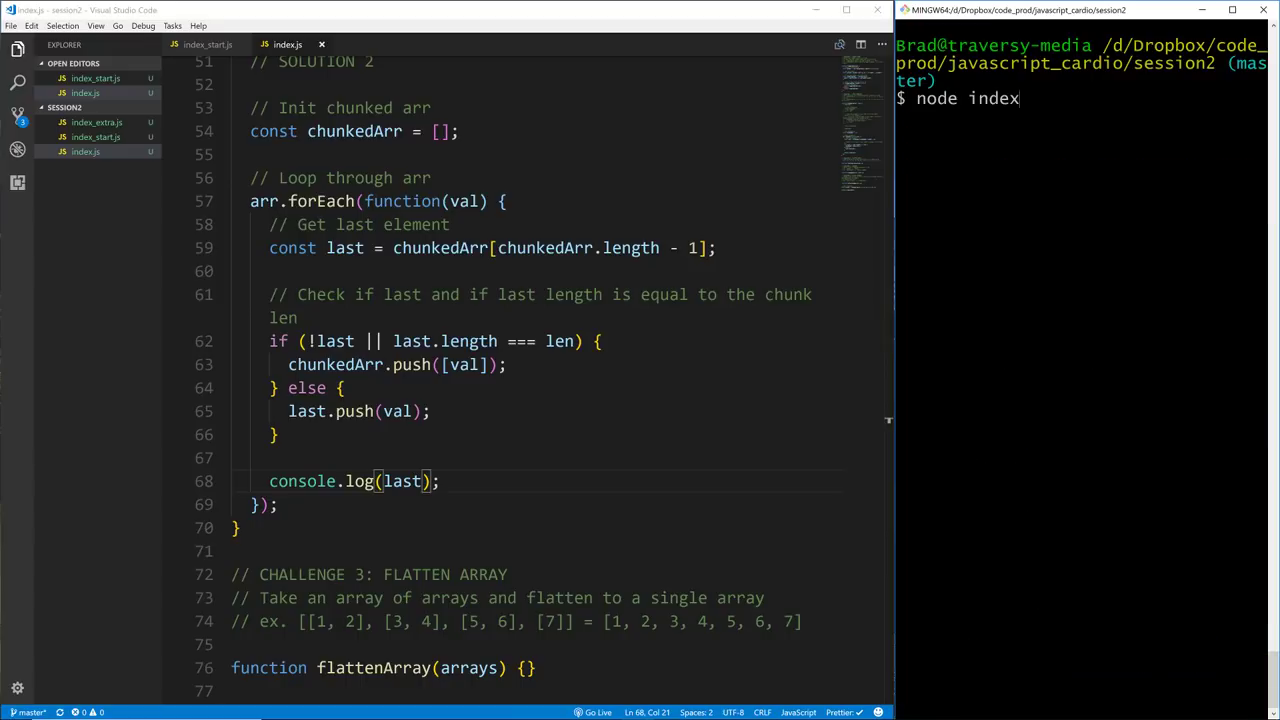 index.js - session2 - Visual Studio Code
File Edit Selection View Go Debug Tasks Help
EXPLORER
OPEN EDITORS
JS index_start.js U
JS index.js U
SESSION2
JS index_extra.js U
JS index_start.js U
JS index.js U
3
JS index_start.js
JS index.js
51 // SOLUTION 2
52
53 // Init chunked arr
54 const chunkedArr = [];
55
56 // Loop through arr
57 arr.forEach(function(val) {
58 // Get last element
59 const last = chunkedArr[chunkedArr.length - 1];
60
61 // Check if last and if last length is equal to the chunk
len
62 if (!last || last.length === len) {
63 chunkedArr.push([val]);
64 } else {
65 last.push(val);
66 }
67
68 console.log(last);
69 });
70 }
71
72 // CHALLENGE 3: FLATTEN ARRAY
73 // Take an array of arrays and flatten to a single array
74 // ex. [[1, 2], [3, 4], [5, 6], [7]] = [1, 2, 3, 4, 5, 6, 7]
75
76 function flattenArray(arrays) {}
77
master* 0 0 Go Live Ln 68, Col 21 Spaces: 2 UTF-8 CRLF JavaScript Prettier: ✓
MINGW64:/d/Dropbox/code_prod/javascript_cardio/session2
Brad@traversy-media /d/Dropbox/code_
prod/javascript_cardio/session2 (mas
ter)
$ node index